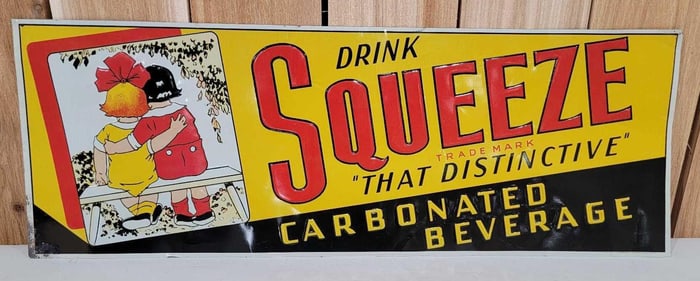 DRINK
SQUEEZE
TRADE MARK
"THAT DISTINCTIVE"
CARBONATED
BEVERAGE